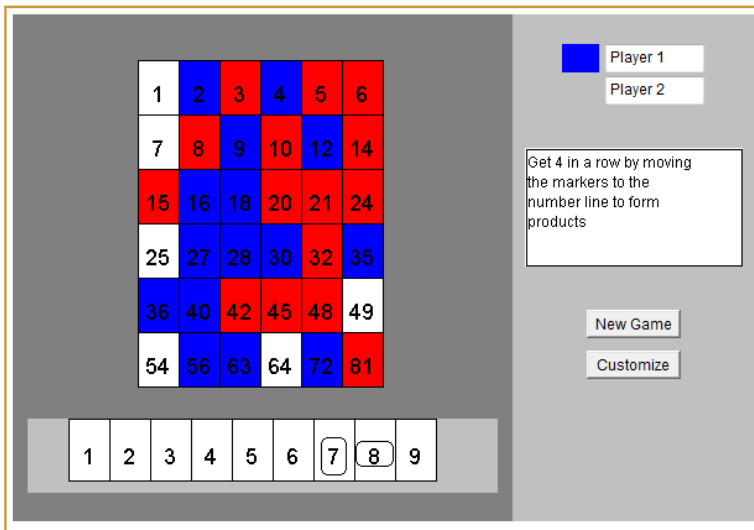 Player 1
Player 2
1 2 3 4 5 6
7 8 9 10 12 14
15 16 18 20 21 24
25 27 28 30 32 35
36 40 42 45 48 49
54 56 63 64 72 81
Get 4 in a row by moving
the markers to the
number line to form
products
New Game
Customize
1 2 3 4 5 6 7 8 9